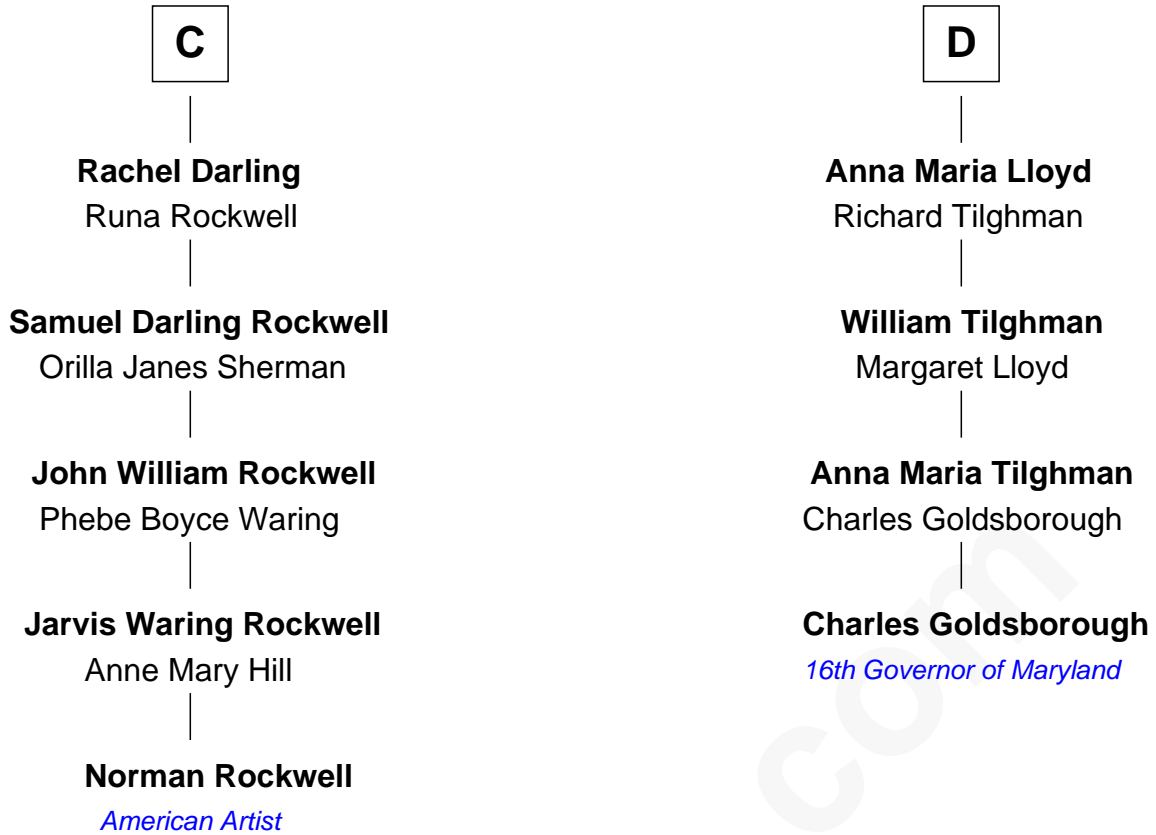 C
Rachel Darling
Runa Rockwell
Samuel Darling Rockwell
Orilla Janes Sherman
John William Rockwell
Phebe Boyce Waring
Jarvis Waring Rockwell
Anne Mary Hill
Norman Rockwell
American Artist
D
Anna Maria Lloyd
Richard Tilghman
William Tilghman
Margaret Lloyd
Anna Maria Tilghman
Charles Goldsborough
Charles Goldsborough
16th Governor of Maryland
com